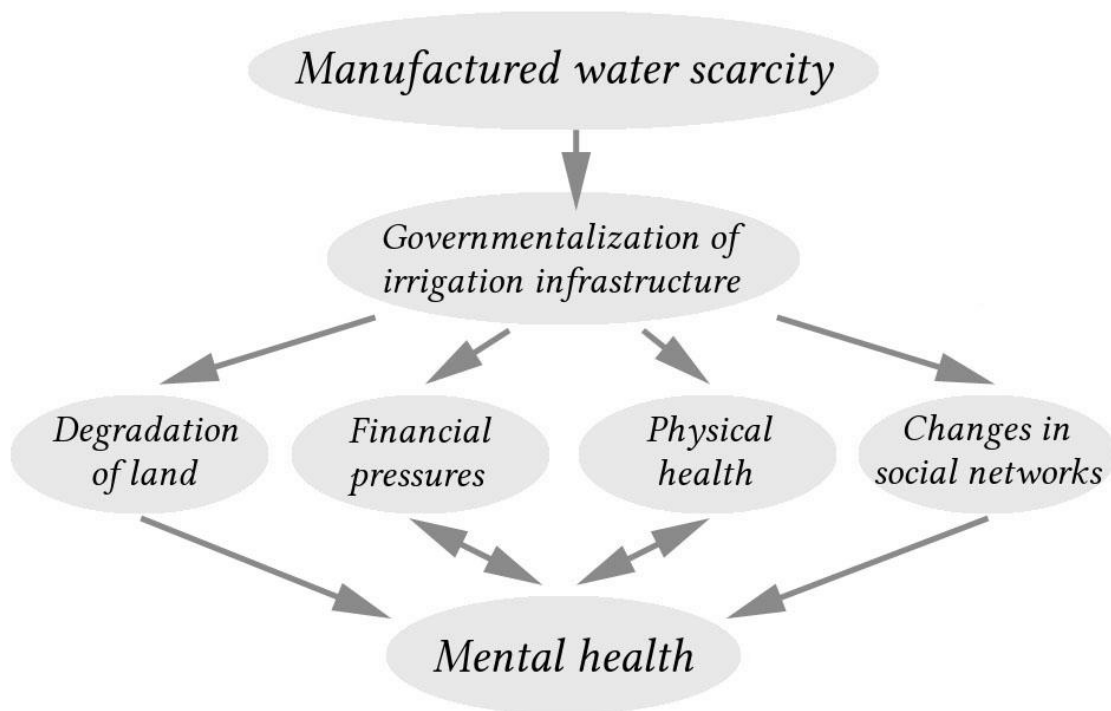 Manufactured water scarcity
Governmentalization of
irrigation infrastructure
Degradation
of land
Financial
pressures
Physical
health
Changes in
social networks
Mental health